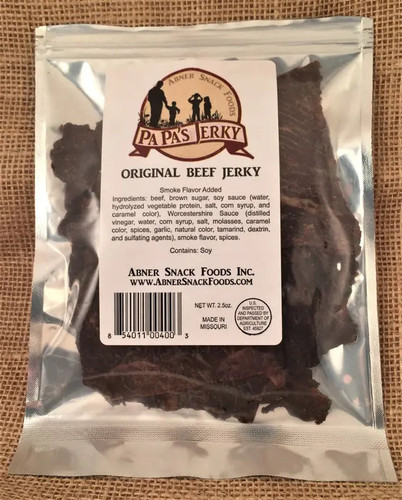 ABNER SNACK FOODS
PAPA'S JERKY
ORIGINAL BEEF JERKY
Smoke Flavor Added
Ingredients: beef, brown sugar, soy sauce (water,
hydrolyzed vegetable protein, salt, corn syrup, and
caramel color), Worcestershire Sauce (distilled
vinegar, water, corn syrup, salt, molasses, caramel
color, spices, garlic, natural color, tamarind, dextrin,
and sulfating agents), smoke flavor, spices.
Contains: Soy
ABNER SNACK FOODS INC.
WWW.ABNERSNACKFOODS.COM
NET WT. 2.5oz.
MADE IN
MISSOURI
U.S.
INSPECTED
AND PASSED BY
DEPARTMENT OF
AGRICULTURE
EST. 45927
8 54011 00400 3